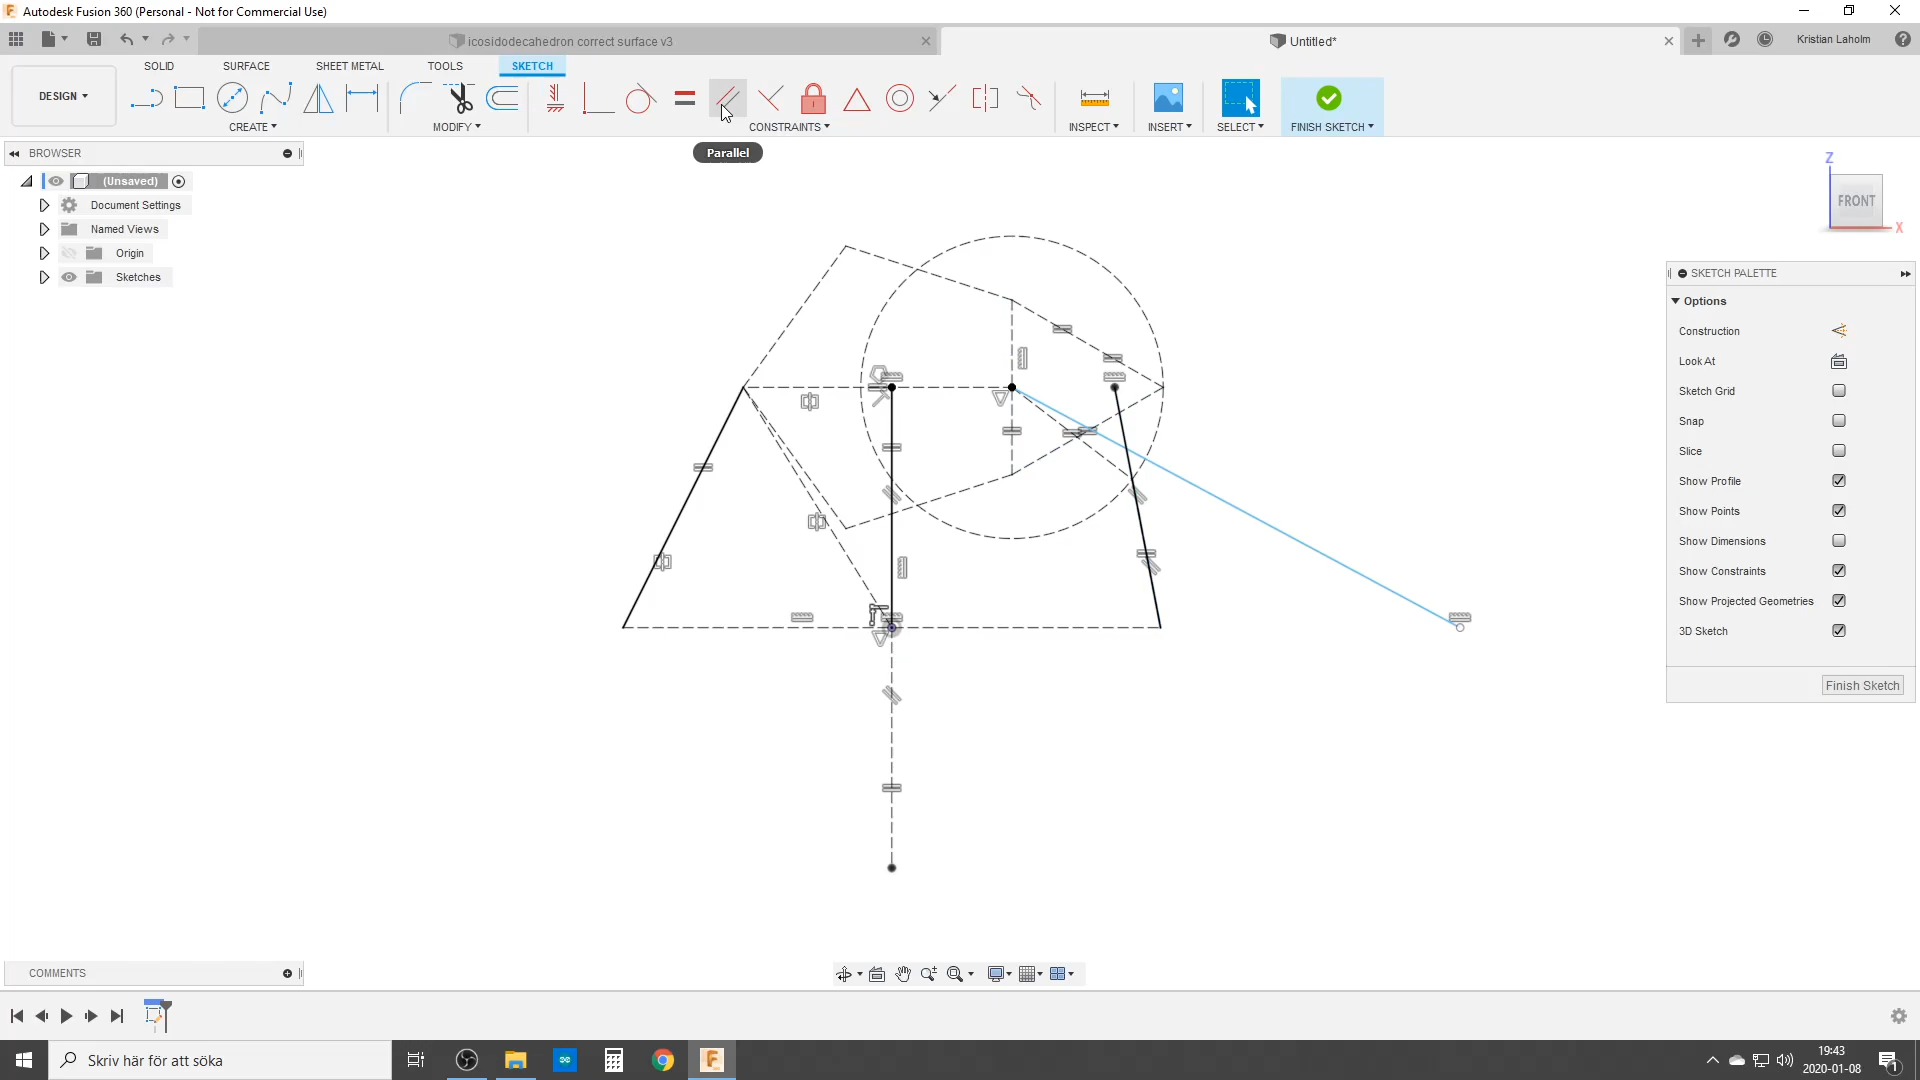 Autodesk Fusion 360 (Personal - Not for Commercial Use)
icosidodecahedron correct surface v3
Untitled*
Kristian Laholm
SOLID SURFACE SHEET METAL TOOLS SKETCH
DESIGN
CREATE MODIFY CONSTRAINTS INSPECT INSERT SELECT FINISH SKETCH
Parallel
BROWSER
(Unsaved)
Document Settings
Named Views
Origin
Sketches
Z
FRONT
X
SKETCH PALETTE
Options
Construction
Look At
Sketch Grid
Snap
Slice
Show Profile
Show Points
Show Dimensions
Show Constraints
Show Projected Geometries
3D Sketch
Finish Sketch
COMMENTS
Skriv här för att söka
19:43
2020-01-08
1